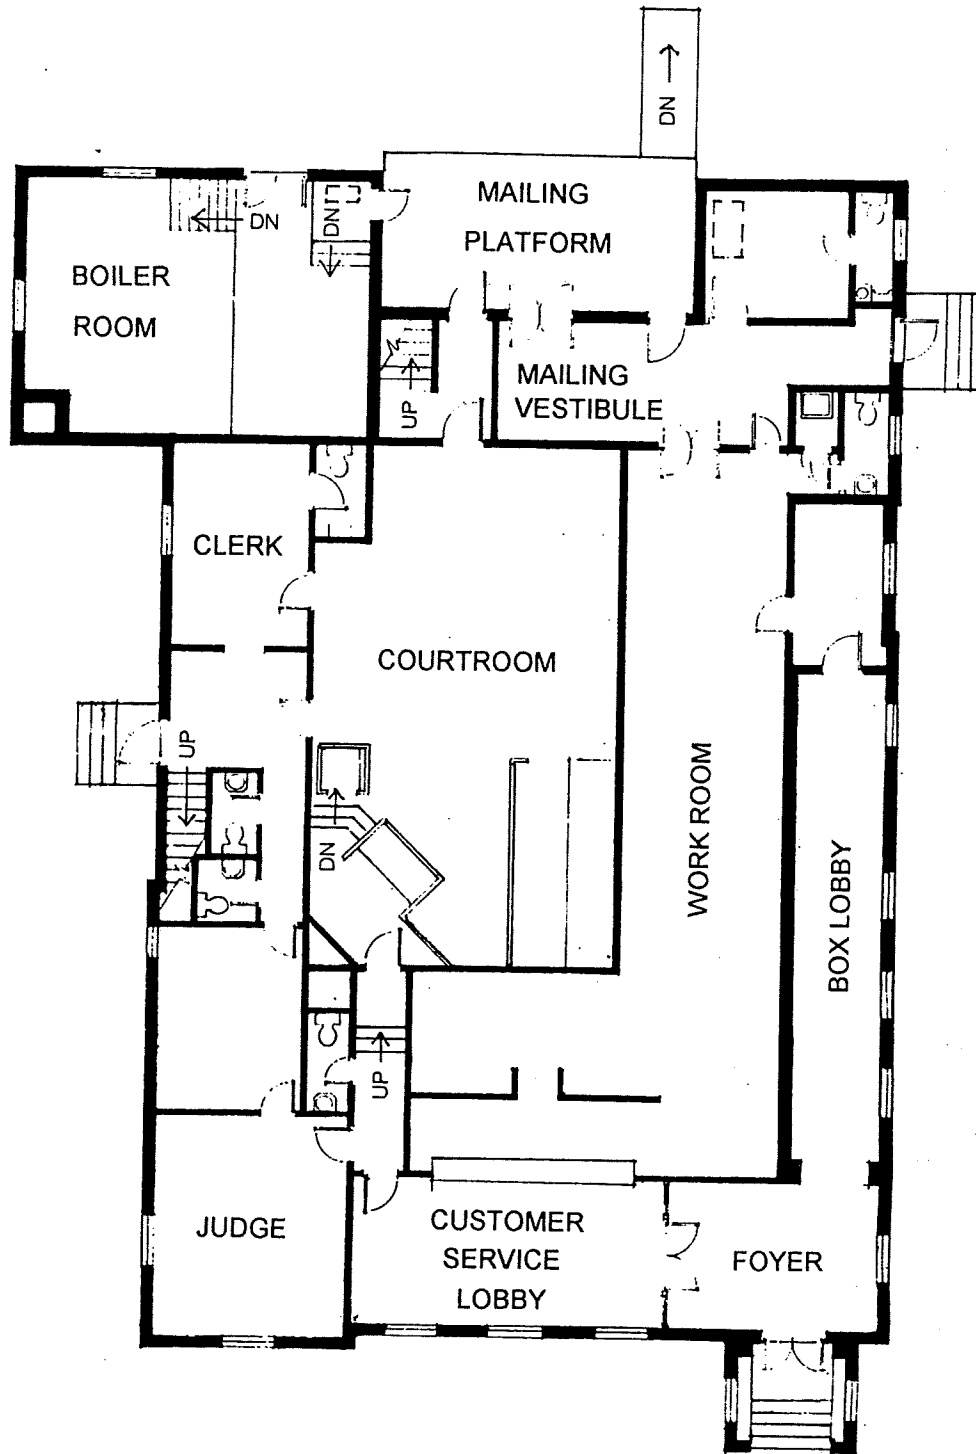 DN
MAILING
PLATFORM
DN
DN
BOILER
ROOM
UP
MAILING
VESTIBULE
CLERK
COURTROOM
UP
DN
WORK ROOM
BOX LOBBY
UP
JUDGE
CUSTOMER
SERVICE
LOBBY
FOYER